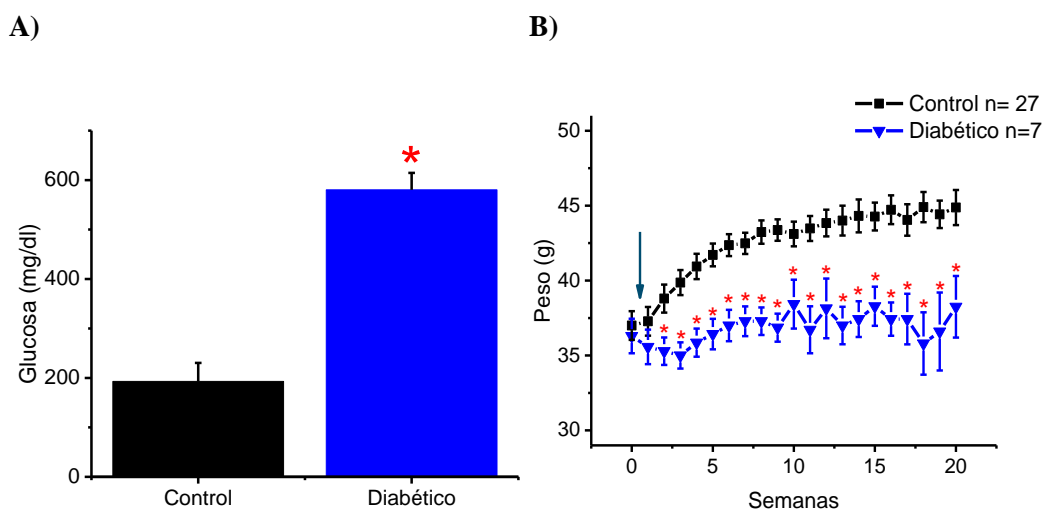 A)
B)
Glucosa (mg/dl)
600
400
200
0
*
Control
Diabético
Control n= 27
Diabético n=7
Peso (g)
50
45
40
35
30
* * * * * * * * * * * * * * * * * * *
0 5 10 15 20
Semanas